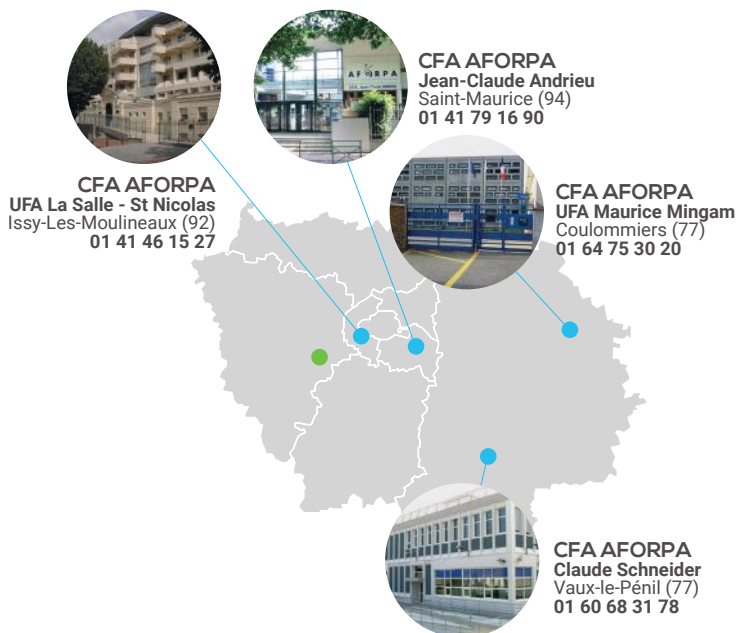 AFORPA
CFA AFORPA
Jean-Claude Andrieu
Saint-Maurice (94)
01 41 79 16 90
CFA AFORPA
UFA La Salle - St Nicolas
Issy-Les-Moulineaux (92)
01 41 46 15 27
CFA AFORPA
UFA Maurice Mingam
Coulommiers (77)
01 64 75 30 20
CFA AFORPA
Claude Schneider
Vaux-le-Pénil (77)
01 60 68 31 78